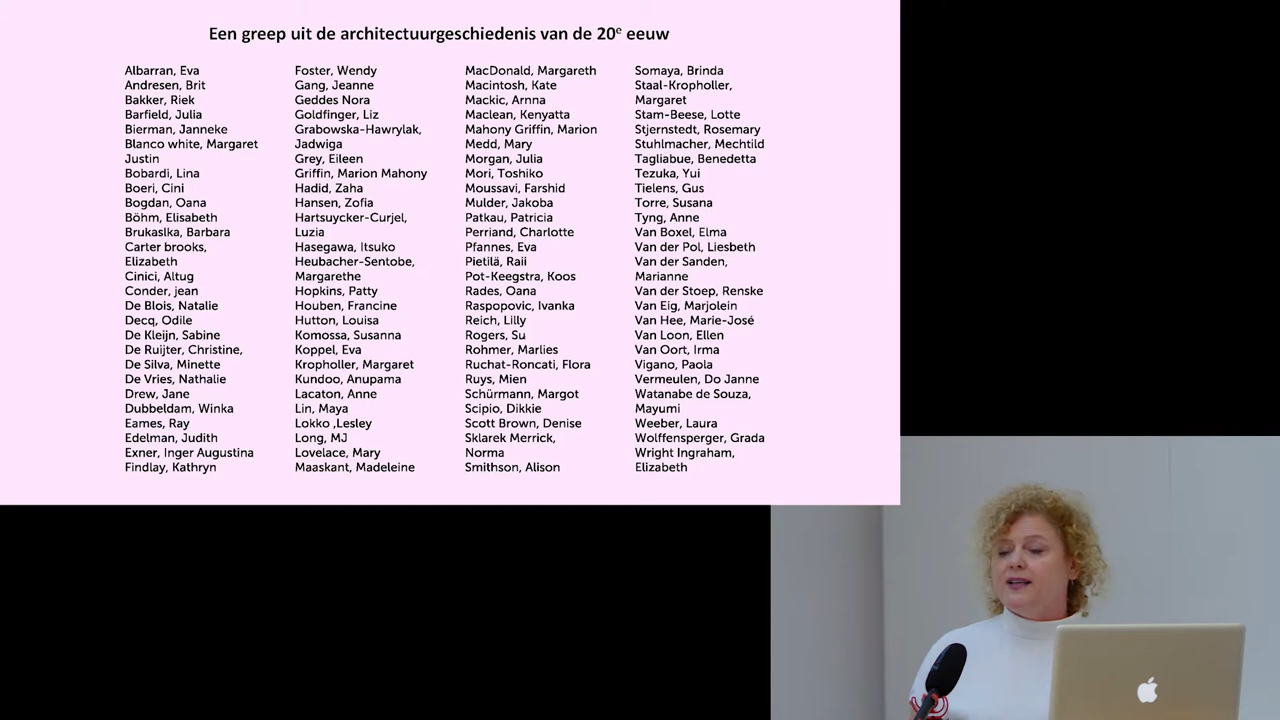 Een greep uit de architectuurgeschiedenis van de 20e eeuw
Albarran, Eva
Andresen, Brit
Bakker, Riek
Barfield, Julia
Bierman, Janneke
Blanco white, Margaret
Justin
Bobardi, Lina
Boeri, Cini
Bogdan, Oana
Böhm, Elisabeth
Brukaslka, Barbara
Carter brooks,
Elizabeth
Cinici, Altug
Conder, jean
De Blois, Natalie
Decq, Odile
De Kleijn, Sabine
De Ruijter, Christine,
De Silva, Minette
De Vries, Nathalie
Drew, Jane
Dubbeldam, Winka
Eames, Ray
Edelman, Judith
Exner, Inger Augustina
Findlay, Kathryn
Foster, Wendy
Gang, Jeanne
Geddes Nora
Goldfinger, Liz
Grabowska-Hawrylak,
Jadwiga
Grey, Eileen
Griffin, Marion Mahony
Hadid, Zaha
Hansen, Zofia
Hartsuycker-Curjel,
Luzia
Hasegawa, Itsuko
Heubacher-Sentobe,
Margarethe
Hopkins, Patty
Houben, Francine
Hutton, Louisa
Komossa, Susanna
Koppel, Eva
Kropholler, Margaret
Kundoo, Anupama
Lacaton, Anne
Lin, Maya
Lokko ,Lesley
Long, MJ
Lovelace, Mary
Maaskant, Madeleine
MacDonald, Margareth
Macintosh, Kate
Mackic, Arnna
Maclean, Kenyatta
Mahony Griffin, Marion
Medd, Mary
Morgan, Julia
Mori, Toshiko
Moussavi, Farshid
Mulder, Jakoba
Patkau, Patricia
Perriand, Charlotte
Pfannes, Eva
Pietilä, Raii
Pot-Keegstra, Koos
Rades, Oana
Raspopovic, Ivanka
Reich, Lilly
Rogers, Su
Rohmer, Marlies
Ruchat-Roncati, Flora
Ruys, Mien
Schürmann, Margot
Scipio, Dikkie
Scott Brown, Denise
Sklarek Merrick,
Norma
Smithson, Alison
Somaya, Brinda
Staal-Kropholler,
Margaret
Stam-Beese, Lotte
Stjernstedt, Rosemary
Stuhlmacher, Mechtild
Tagliabue, Benedetta
Tezuka, Yui
Tielens, Gus
Torre, Susana
Tyng, Anne
Van Boxel, Elma
Van der Pol, Liesbeth
Van der Sanden,
Marianne
Van der Stoep, Renske
Van Eig, Marjolein
Van Hee, Marie-José
Van Loon, Ellen
Van Oort, Irma
Vigano, Paola
Vermeulen, Do Janne
Watanabe de Souza,
Mayumi
Weeber, Laura
Wolffensperger, Grada
Wright Ingraham,
Elizabeth